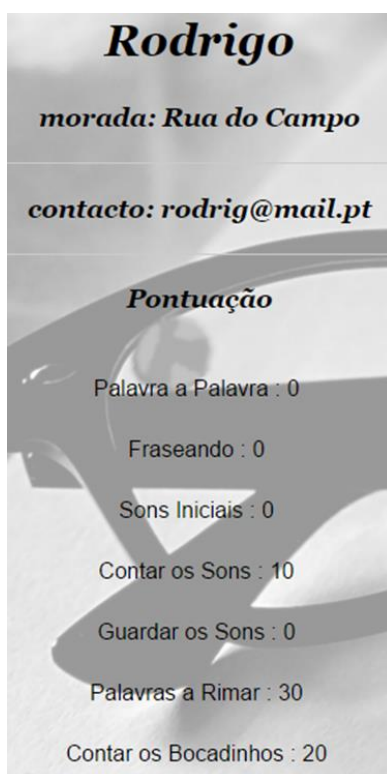 Rodrigo
morada: Rua do Campo
contacto: rodrig@mail.pt
Pontuação
Palavra a Palavra : 0
Fraseando : 0
Sons Iniciais : 0
Contar os Sons : 10
Guardar os Sons : 0
Palavras a Rimar : 30
Contar os Bocadinhos : 20